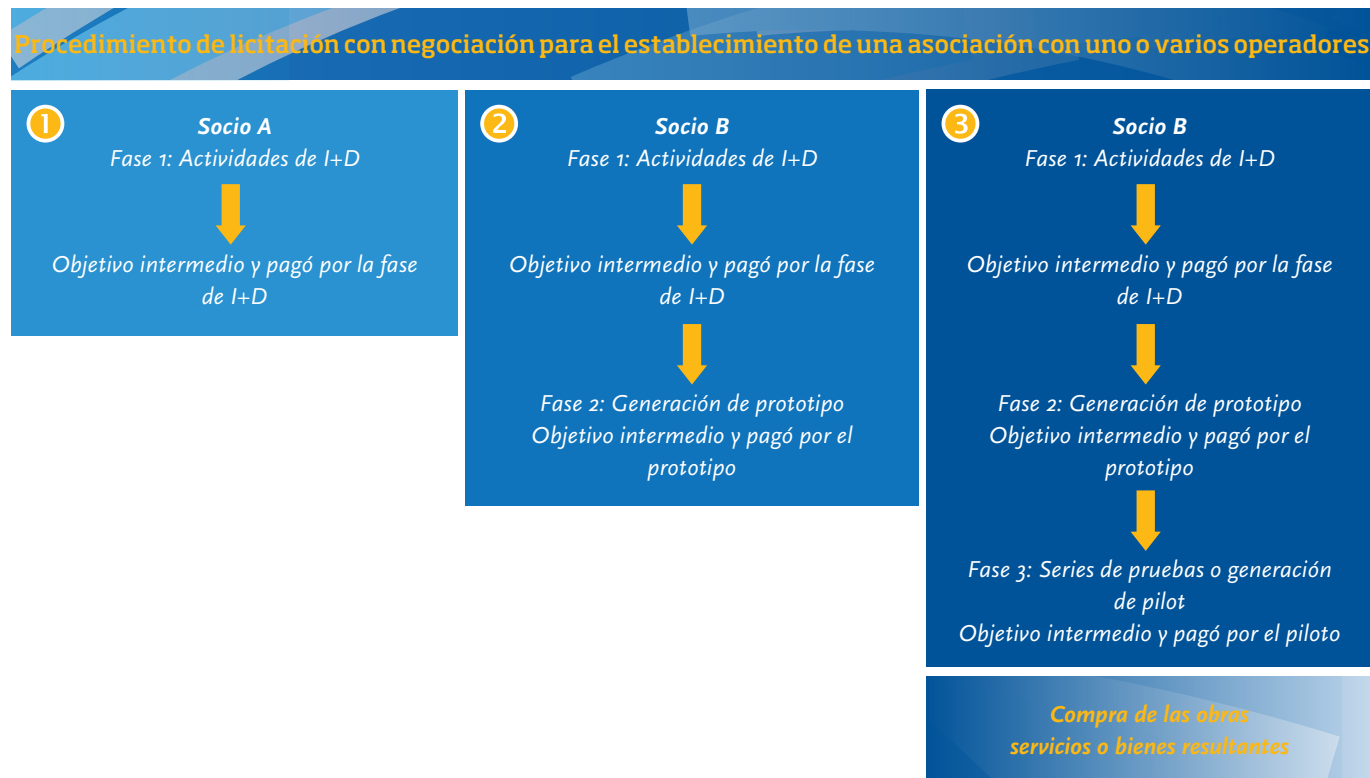 Procedimiento de licitación con negociación para el establecimiento de una asociación con uno o varios operadores
1
Socio A
Fase 1: Actividades de I+D
Objetivo intermedio y pagó por la fase
de I+D
2
Socio B
Fase 1: Actividades de I+D
Objetivo intermedio y pagó por la fase
de I+D
Fase 2: Generación de prototipo
Objetivo intermedio y pagó por el
prototipo
3
Socio B
Fase 1: Actividades de I+D
Objetivo intermedio y pagó por la fase
de I+D
Fase 2: Generación de prototipo
Objetivo intermedio y pagó por el
prototipo
Fase 3: Series de pruebas o generación
de pilot
Objetivo intermedio y pagó por el piloto
Compra de las obras
servicios o bienes resultantes